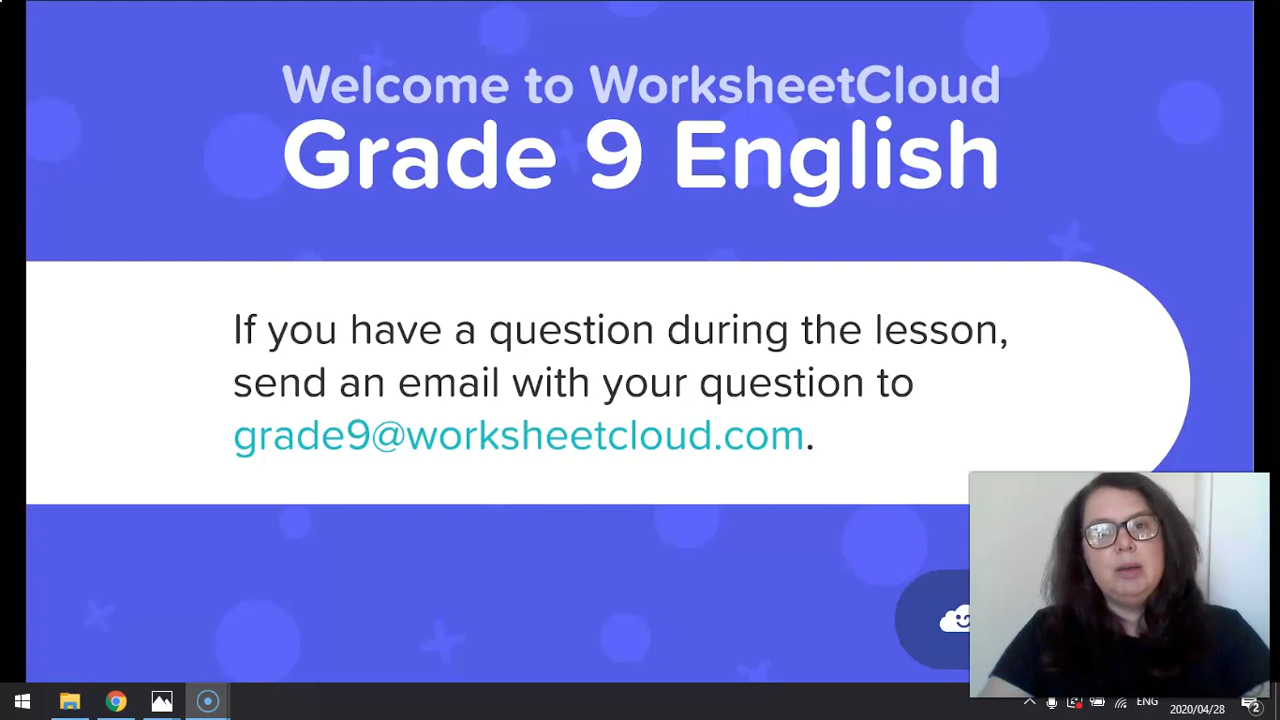 Welcome to WorksheetCloud
Grade 9 English
If you have a question during the lesson,
send an email with your question to
grade9@worksheetcloud.com.
ENG
2020/04/28
2